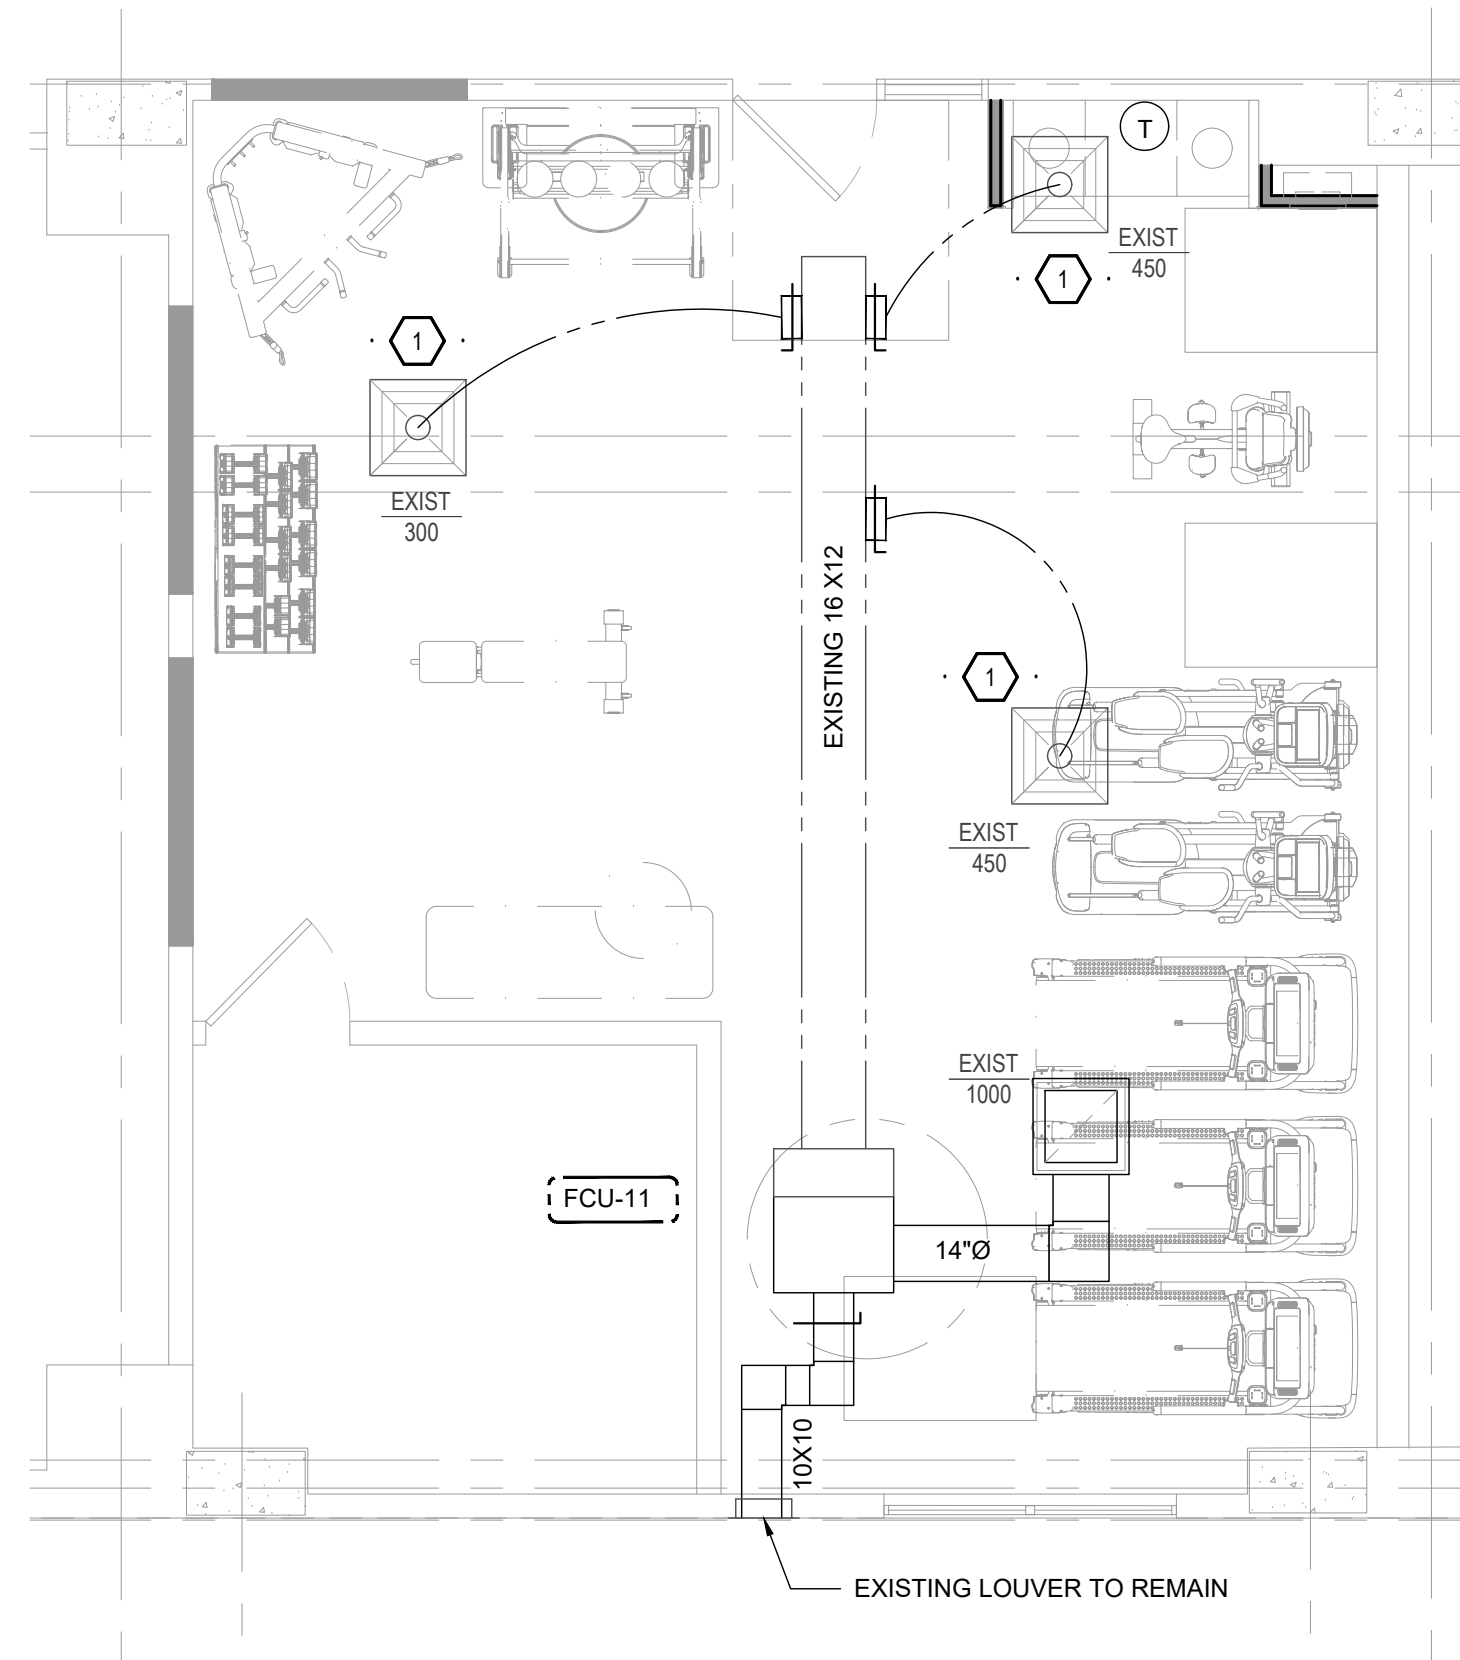 T
EXIST
450
1
1
EXIST
300
EXISTING 16 X12
1
EXIST
450
EXIST
1000
FCU-11
14"Ø
10X10
EXISTING LOUVER TO REMAIN